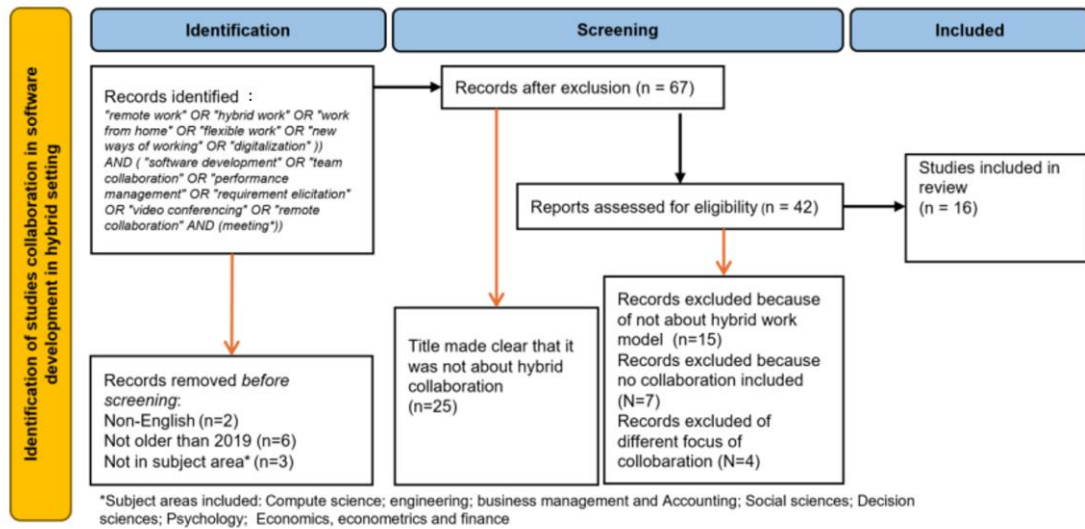 Identification of studies collaboration in software
development in hybrid setting
Identification
Screening
Included
Records identified :
"remote work" OR "hybrid work" OR "work
from home" OR "flexible work" OR "new
ways of working" OR "digitalization" ))
AND ( "software development" OR "team
collaboration" OR "performance
management" OR "requirement elicitation"
OR "video conferencing" OR "remote
collaboration" AND (meeting*))
Records after exclusion (n = 67)
Reports assessed for eligibility (n = 42)
Studies included in
review
(n = 16)
Records removed before
screening:
Non-English (n=2)
Not older than 2019 (n=6)
Not in subject area* (n=3)
Title made clear that it
was not about hybrid
collaboration
(n=25)
Records excluded because
of not about hybrid work
model (n=15)
Records excluded because
no collaboration included
(N=7)
Records excluded of
different focus of
collobaration (N=4)
*Subject areas included: Compute science; engineering; business management and Accounting; Social sciences; Decision
sciences; Psychology; Economics, econometrics and finance